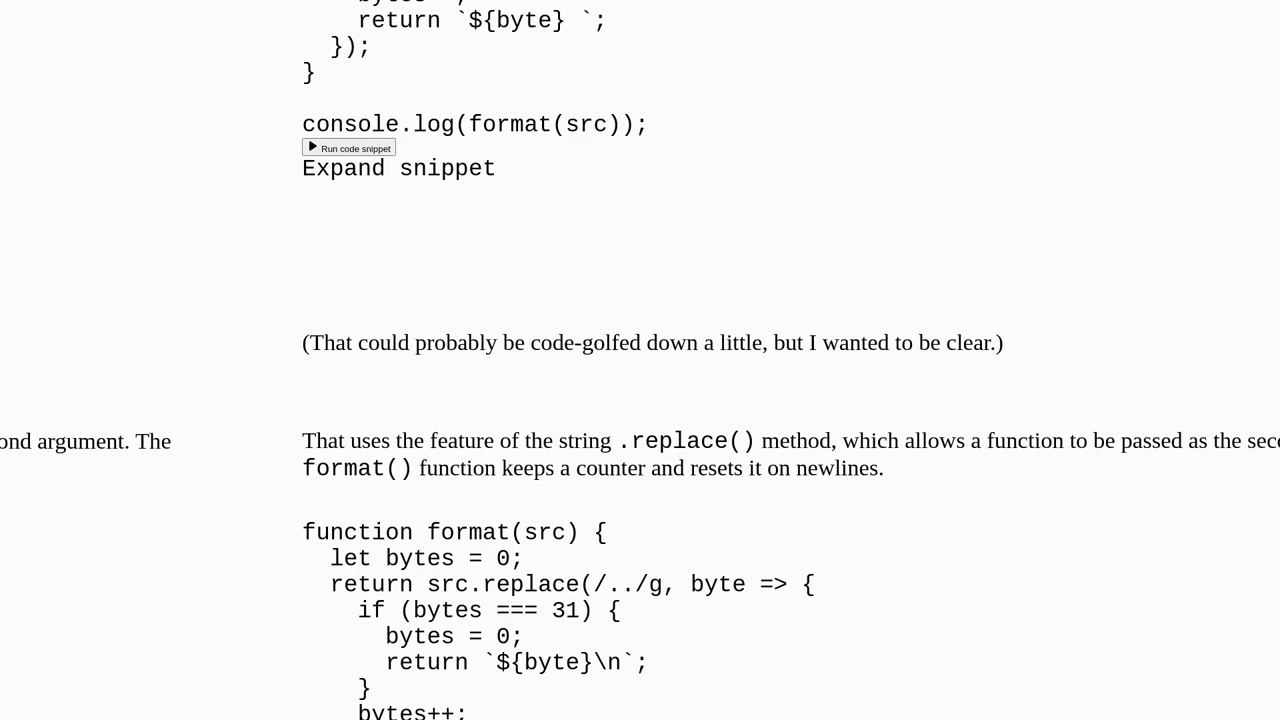 bytes++;
    return `${byte} `;
  });
}

console.log(format(src));
Run code snippet
Expand snippet
(That could probably be code-golfed down a little, but I wanted to be clear.)
ond argument. The
That uses the feature of the string .replace() method, which allows a function to be passed as the seco
format() function keeps a counter and resets it on newlines.
function format(src) {
  let bytes = 0;
  return src.replace(/../g, byte => {
    if (bytes === 31) {
      bytes = 0;
      return `${byte}\n`;
    }
    bytes++;